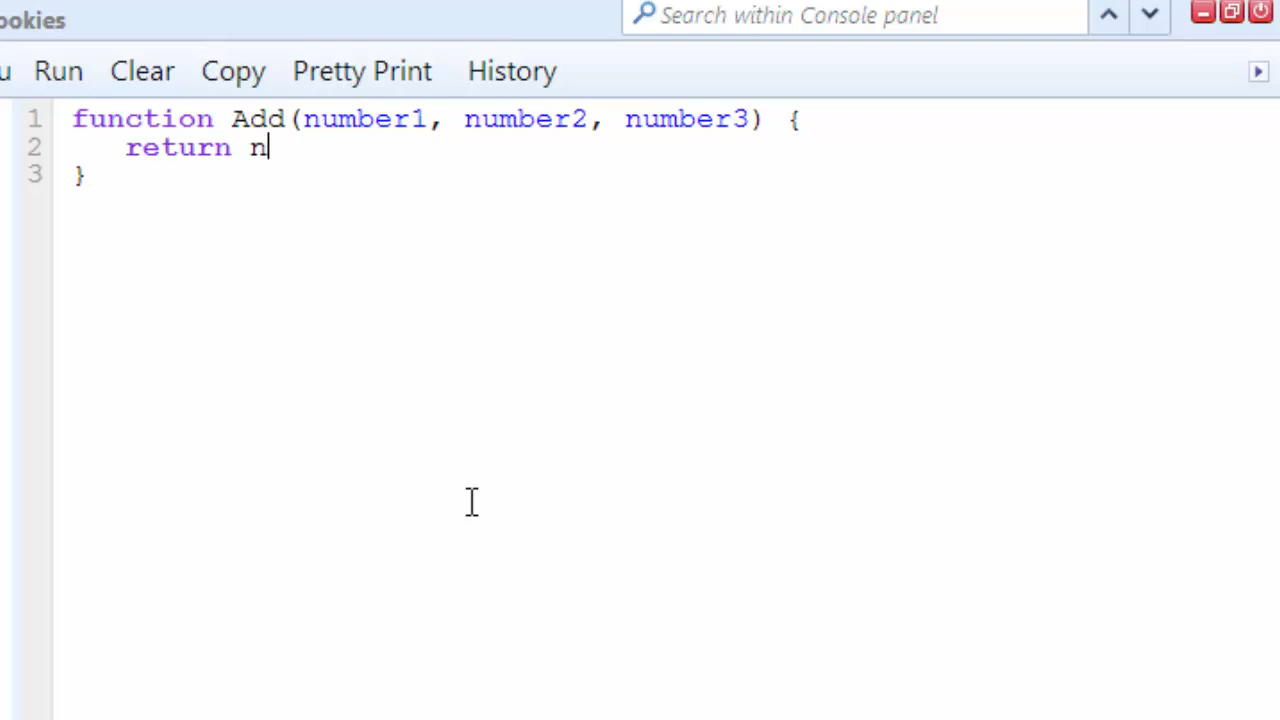 ookies
Search within Console panel
u Run Clear Copy Pretty Print History
1 function Add(number1, number2, number3) {
2 return n
3 }